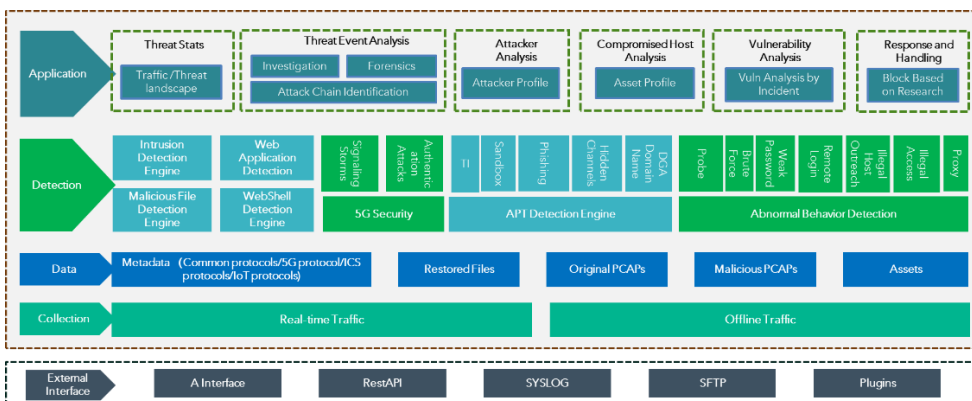 Application
Threat Stats
Traffic /Threat
landscape
Threat Event Analysis
Investigation
Forensics
Attack Chain Identification
Attacker
Analysis
Attacker Profile
Compromised Host
Analysis
Asset Profile
Vulnerability
Analysis
Vuln Analysis by
Incident
Response and
Handling
Block Based
on Research
Detection
Intrusion
Detection
Engine
Web
Application
Detection
Malicious File
Detection
Engine
WebShell
Detection
Engine
Signaling
Storms
Authentic
ation
Attacks
5G Security
TI
Sandbox
Phishing
Hidden
Channels
DGA
Domain
Name
APT Detection Engine
Probe
Brute
Force
Weak
Password
Remote
Login
Illegal
Host
Outreach
Illegal
Access
Proxy
Abnormal Behavior Detection
Data
Metadata（Common protocols/5G protocol/ICS
protocols/IoT protocols)
Restored Files
Original PCAPs
Malicious PCAPs
Assets
Collection
Real-time Traffic
Offline Traffic
External
Interface
A Interface
RestAPI
SYSLOG
SFTP
Plugins